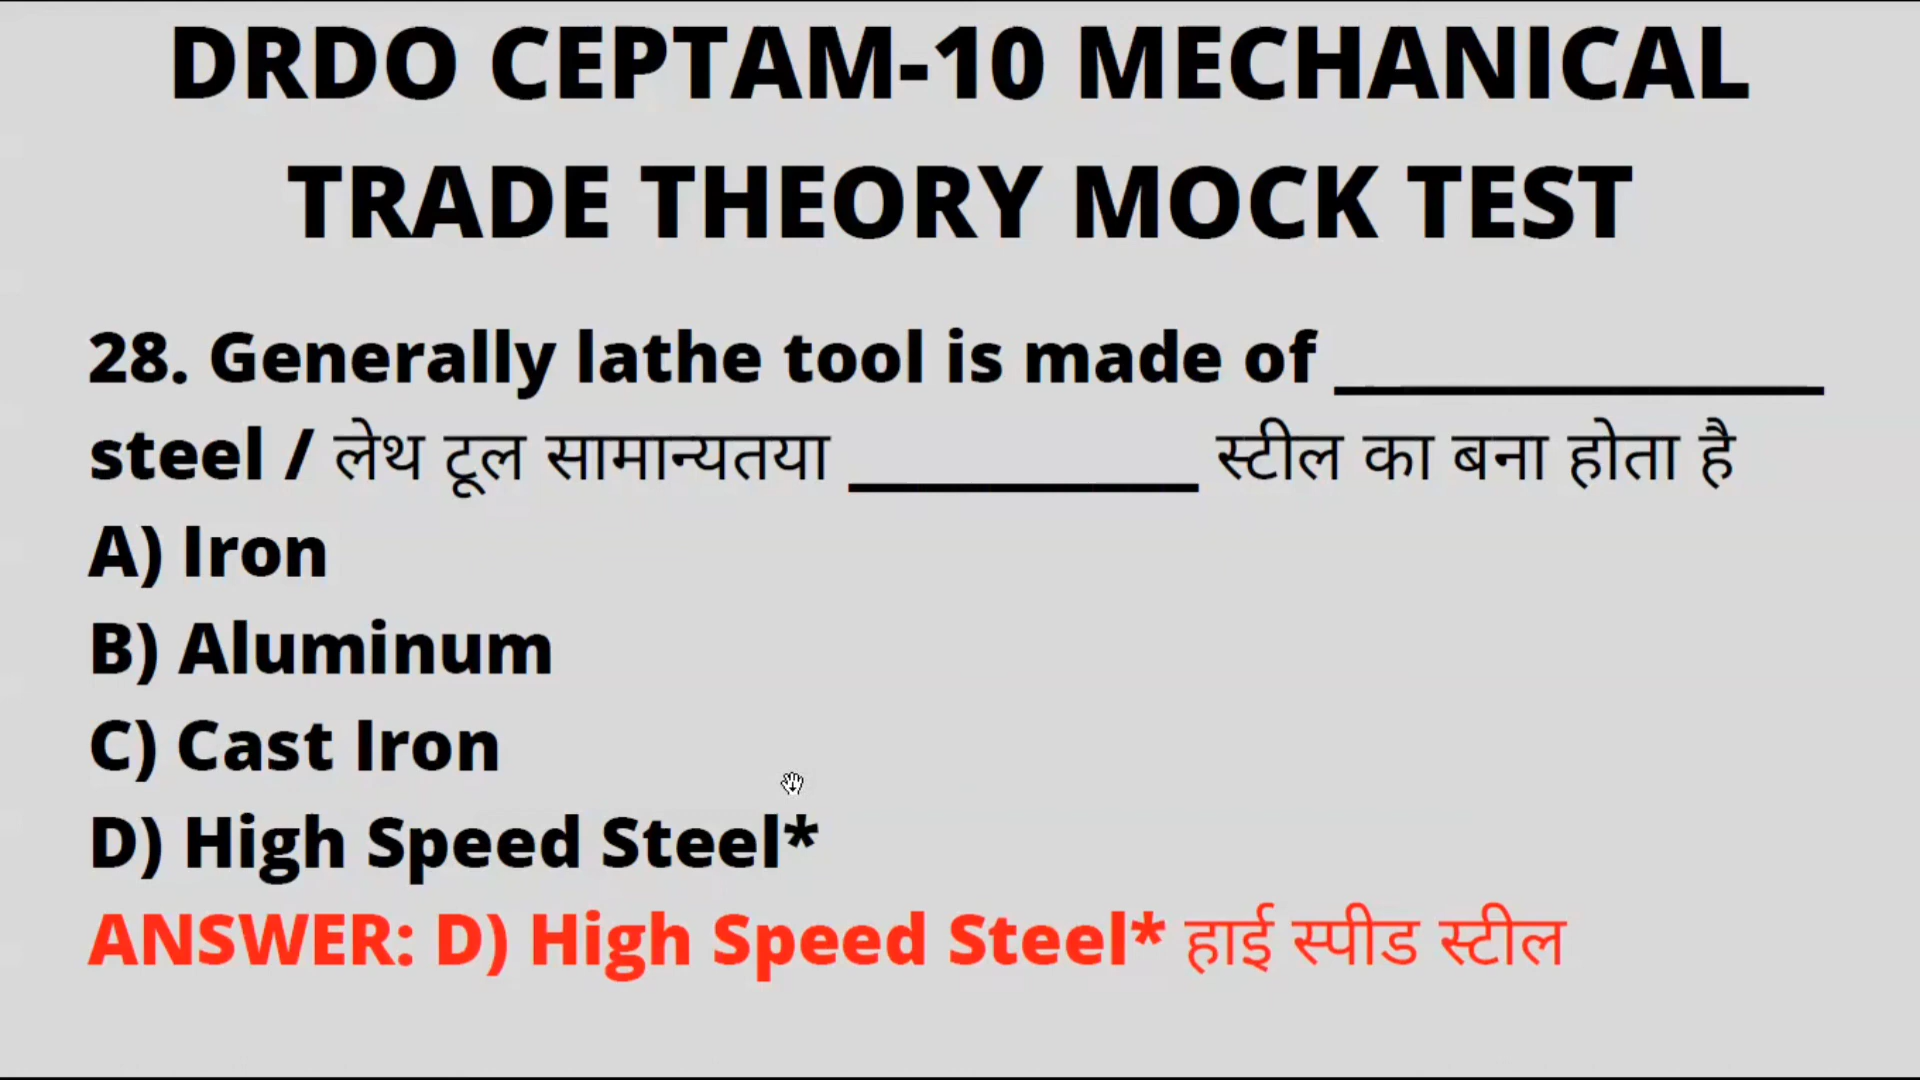 DRDO CEPTAM-10 MECHANICAL
TRADE THEORY MOCK TEST
28. Generally lathe tool is made of ______________
steel / लेथ टूल सामान्यतया __________ स्टील का बना होता है
A) Iron
B) Aluminum
C) Cast Iron
D) High Speed Steel*
ANSWER: D) High Speed Steel* हाई स्पीड स्टील